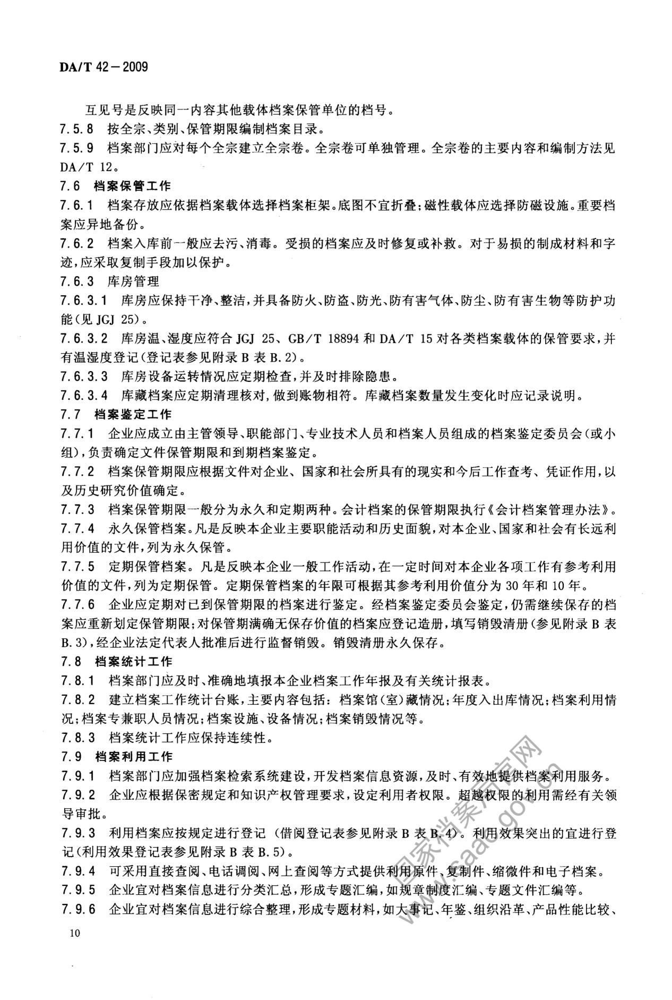 DA/T 42－2009
互见号是反映同一内容其他载体档案保管单位的档号。
7.5.8 按全宗、类别、保管期限编制档案目录。
7.5.9 档案部门应对每个全宗建立全宗卷。全宗卷可单独管理。全宗卷的主要内容和编制方法见
DA/T 12。
7.6 档案保管工作
7.6.1 档案存放应依据档案载体选择档案柜架。底图不宜折叠;磁性载体应选择防磁设施。重要档
案应异地备份。
7.6.2 档案入库前一般应去污、消毒。受损的档案应及时修复或补救。对于易损的制成材料和字
迹,应采取复制手段加以保护。
7.6.3 库房管理
7.6.3.1 库房应保持干净、整洁,并具备防火、防盗、防光、防有害气体、防尘、防有害生物等防护功
能(见 JGJ 25)。
7.6.3.2 库房温、湿度应符合 JGJ 25、GB/T 18894 和 DA/T 15 对各类档案载体的保管要求,并
有温湿度登记(登记表参见附录 B 表 B.2)。
7.6.3.3 库房设备运转情况应定期检查,并及时排除隐患。
7.6.3.4 库藏档案应定期清理核对,做到账物相符。库藏档案数量发生变化时应记录说明。
7.7 档案鉴定工作
7.7.1 企业应成立由主管领导、职能部门、专业技术人员和档案人员组成的档案鉴定委员会(或小
组),负责确定文件保管期限和到期档案鉴定。
7.7.2 档案保管期限应根据文件对企业、国家和社会所具有的现实和今后工作查考、凭证作用,以
及历史研究价值确定。
7.7.3 档案保管期限一般分为永久和定期两种。会计档案的保管期限执行《会计档案管理办法》。
7.7.4 永久保管档案。凡是反映本企业主要职能活动和历史面貌,对本企业、国家和社会有长远利
用价值的文件,列为永久保管。
7.7.5 定期保管档案。凡是反映本企业一般工作活动,在一定时间对本企业各项工作有参考利用
价值的文件,列为定期保管。定期保管档案的年限可根据其参考利用价值分为 30 年和 10 年。
7.7.6 企业应定期对已到保管期限的档案进行鉴定。经档案鉴定委员会鉴定,仍需继续保存的档
案应重新划定保管期限;对保管期满确无保存价值的档案应登记造册,填写销毁清册(参见附录 B 表
B.3),经企业法定代表人批准后进行监督销毁。销毁清册永久保存。
7.8 档案统计工作
7.8.1 档案部门应及时、准确地填报本企业档案工作年报及有关统计报表。
7.8.2 建立档案工作统计台账,主要内容包括：档案馆(室)藏情况;年度入出库情况;档案利用情
况;档案专兼职人员情况;档案设施、设备情况;档案销毁情况等。
7.8.3 档案统计工作应保持连续性。
7.9 档案利用工作
7.9.1 档案部门应加强档案检索系统建设,开发档案信息资源,及时、有效地提供档案利用服务。
7.9.2 企业应根据保密规定和知识产权管理要求,设定利用者权限。超越权限的利用需经有关领
导审批。
7.9.3 利用档案应按规定进行登记 (借阅登记表参见附录 B 表 B.4)。利用效果突出的宜进行登
记(利用效果登记表参见附录 B 表 B.5)。
7.9.4 可采用直接查阅、电话调阅、网上查阅等方式提供利用原件、复制件、缩微件和电子档案。
7.9.5 企业宜对档案信息进行分类汇总,形成专题汇编,如规章制度汇编、专题文件汇编等。
7.9.6 企业宜对档案信息进行综合整理,形成专题材料,如大事记、年鉴、组织沿革、产品性能比较、
国家档案局官网
www.saac.gov.cn
10